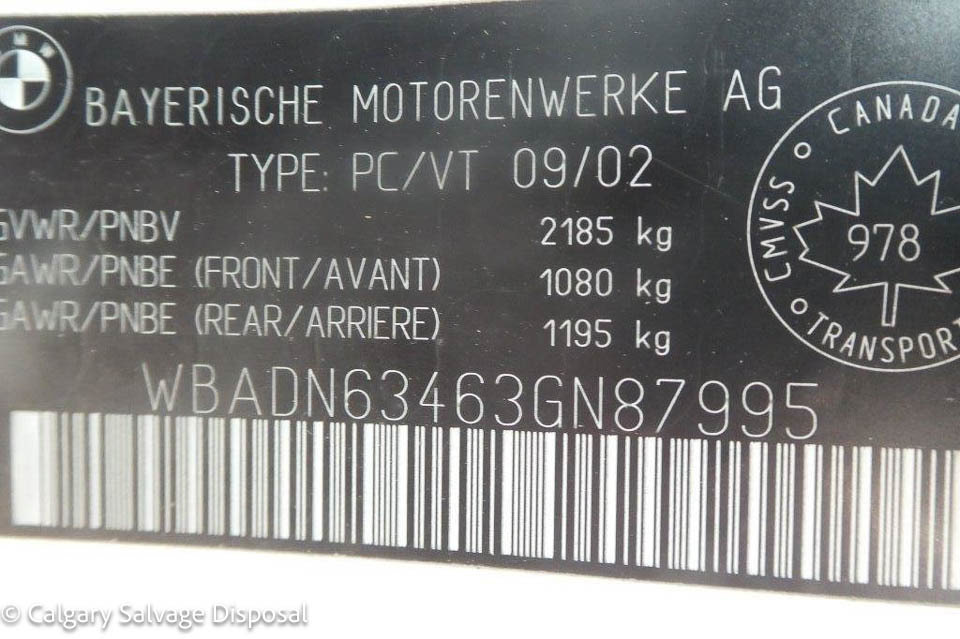 BMW
BAYERISCHE MOTORENWERKE AG
TYPE: PC/VT 09/02
GVWR/PNBV 2185 kg
GAWR/PNBE (FRONT/AVANT) 1080 kg
GAWR/PNBE (REAR/ARRIERE) 1195 kg
WBADN63463GN87995
CANADA
CMVSS
978
TRANSPORT
© Calgary Salvage Disposal